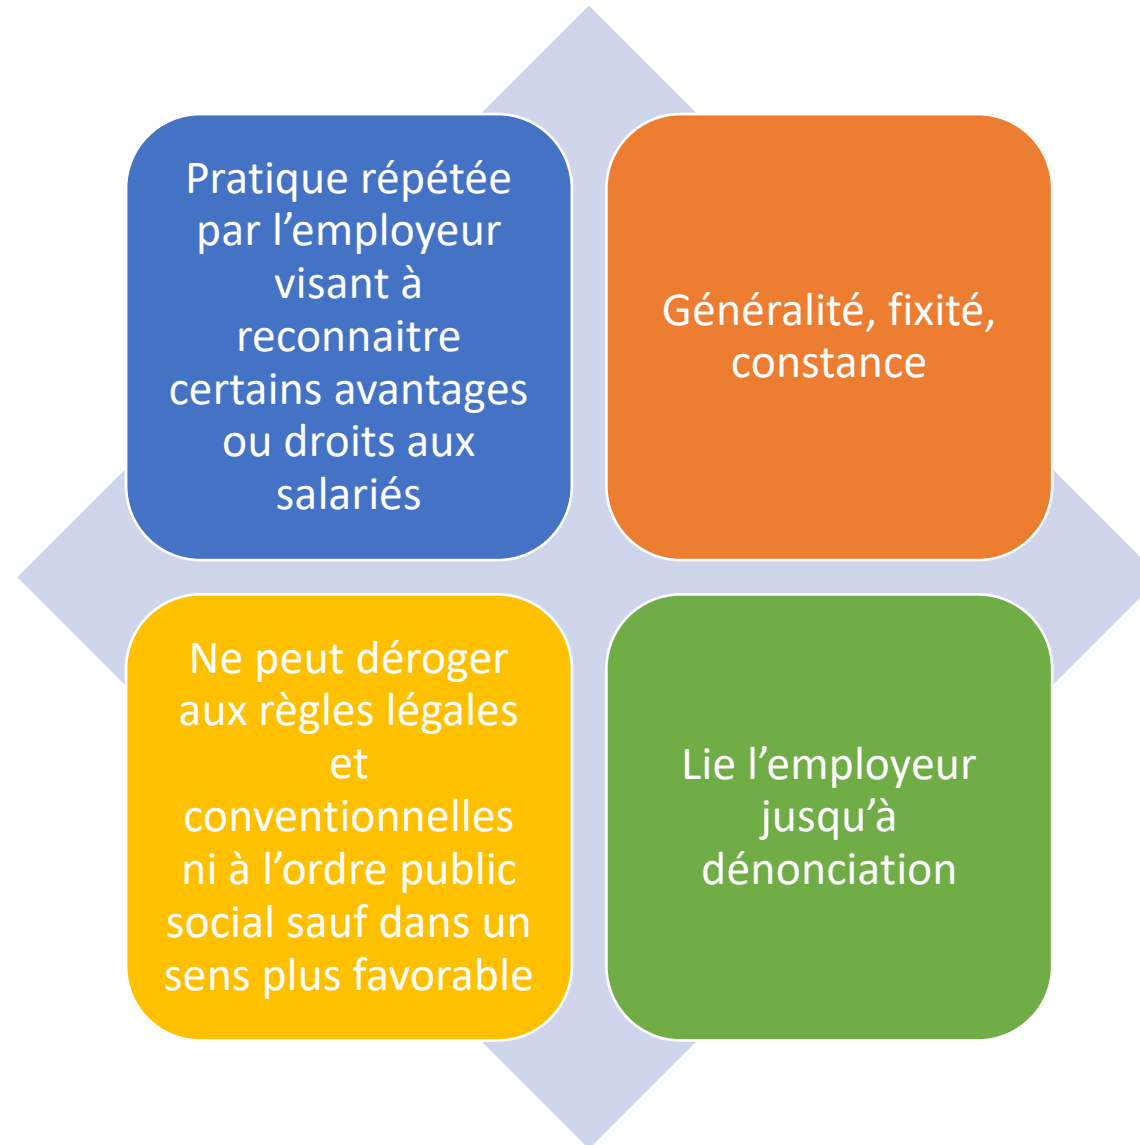 Pratique répétée
par l’employeur
visant à
reconnaitre
certains avantages
ou droits aux
salariés
Généralité, fixité,
constance
Ne peut déroger
aux règles légales
et
conventionnelles
ni à l’ordre public
social sauf dans un
sens plus favorable
Lie l’employeur
jusqu’à
dénonciation